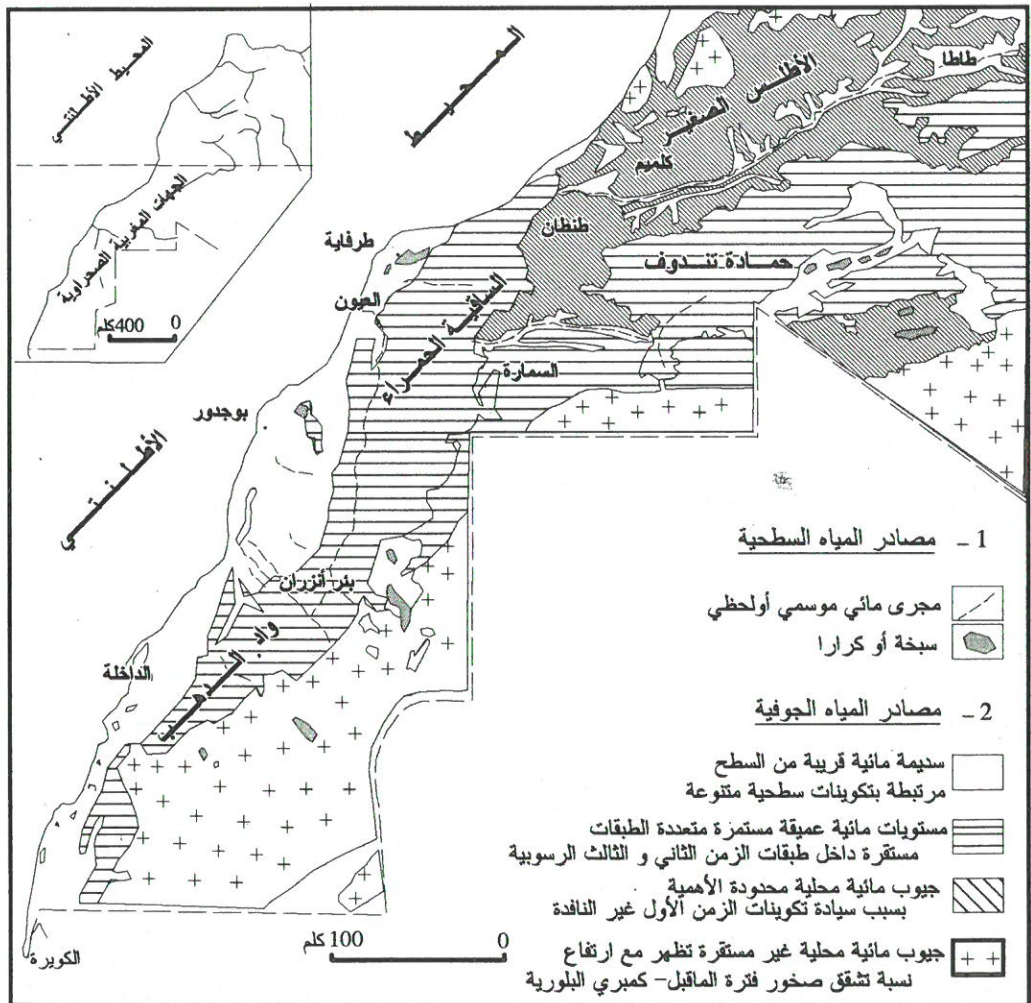 المحيط الأطلنتي
الجهات المغربية الصحراوية
400كلم 0
المحيط
الأطلنتي
الأطلس الصغير
طاطا
كلميم
طنطان
حمادة تندوف
طرفاية
العيون
الساقية الحمراء
السمارة
بوجدور
بئر أنزران
واد الدهب
الداخلة
الكويرة
100 كلم 0
1 - مصادر المياه السطحية
مجرى مائي موسمي أولحظي
سبخة أو كرارا
2 - مصادر المياه الجوفية
سديمة مائية قريبة من السطح
مرتبطة بتكوينات سطحية متنوعة
مستويات مائية عميقة مستمرة متعددة الطبقات
مستقرة داخل طبقات الزمن الثاني و الثالث الرسوبية
جيوب مائية محلية محدودة الأهمية
بسبب سيادة تكوينات الزمن الأول غير النافدة
جيوب مائية محلية غير مستقرة تظهر مع ارتفاع
نسبة تشقق صخور فترة الماقبل- كمبري البلورية